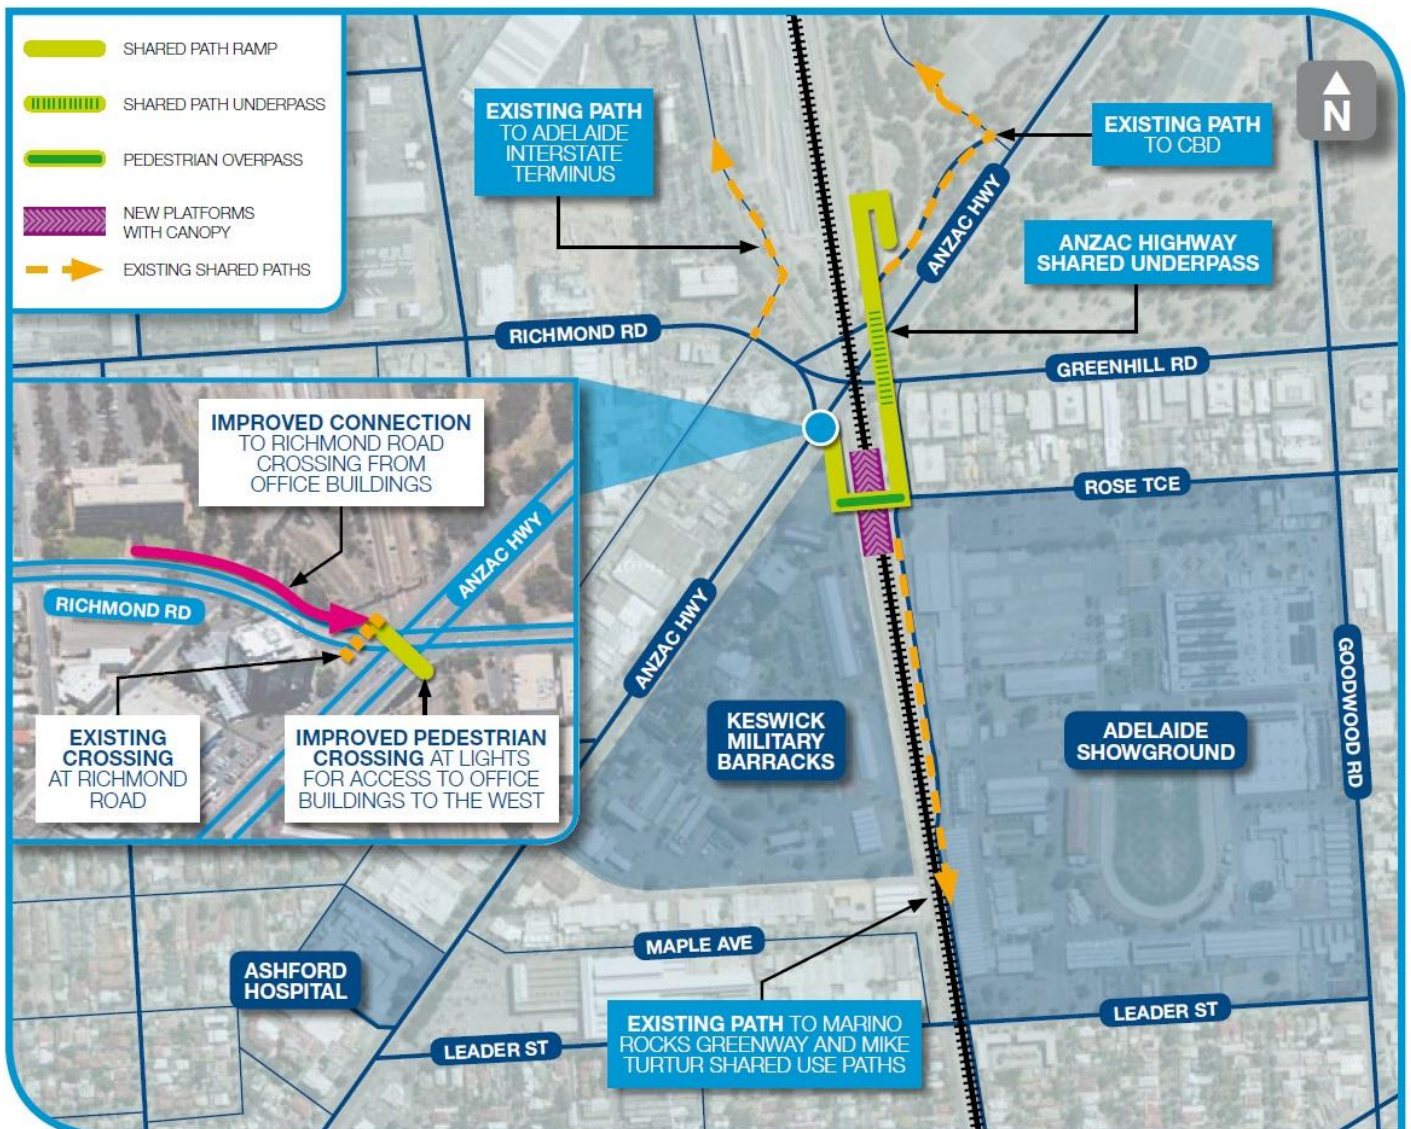 SHARED PATH RAMP
SHARED PATH UNDERPASS
PEDESTRIAN OVERPASS
NEW PLATFORMS
WITH CANOPY
EXISTING SHARED PATHS
EXISTING PATH
TO ADELAIDE
INTERSTATE
TERMINUS
EXISTING PATH
TO CBD
N
ANZAC HWY
ANZAC HIGHWAY
SHARED UNDERPASS
RICHMOND RD
GREENHILL RD
ROSE TCE
IMPROVED CONNECTION
TO RICHMOND ROAD
CROSSING FROM
OFFICE BUILDINGS
ANZAC HWY
RICHMOND RD
EXISTING
CROSSING
AT RICHMOND
ROAD
IMPROVED PEDESTRIAN
CROSSING AT LIGHTS
FOR ACCESS TO OFFICE
BUILDINGS TO THE WEST
ANZAC HWY
KESWICK
MILITARY
BARRACKS
ADELAIDE
SHOWGROUND
GOODWOOD RD
ASHFORD
HOSPITAL
MAPLE AVE
LEADER ST
LEADER ST
EXISTING PATH TO MARINO
ROCKS GREENWAY AND MIKE
TURTUR SHARED USE PATHS